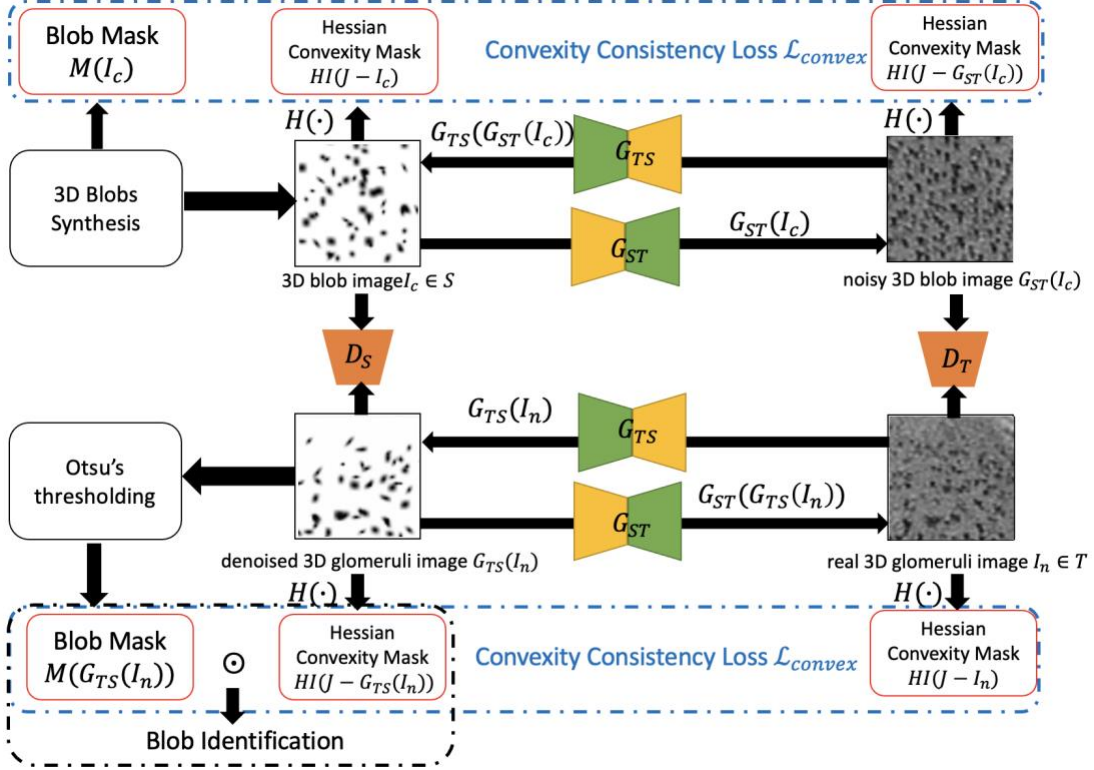 Blob Mask
M(I_c)
Hessian
Convexity Mask
HI(J − I_c)
Convexity Consistency Loss ℒ_convex
Hessian
Convexity Mask
HI(J − G_ST(I_c))
H(·)
G_TS(G_ST(I_c))
G_TS
H(·)
3D Blobs
Synthesis
G_ST
G_ST(I_c)
3D blob image I_c ∈ S
noisy 3D blob image G_ST(I_c)
D_S
D_T
G_TS(I_n)
G_TS
Otsu's
thresholding
G_ST
G_ST(G_TS(I_n))
denoised 3D glomeruli image G_TS(I_n)
real 3D glomeruli image I_n ∈ T
H(·)
H(·)
Blob Mask
M(G_TS(I_n))
⊙
Hessian
Convexity Mask
HI(J − G_TS(I_n))
Convexity Consistency Loss ℒ_convex
Hessian
Convexity Mask
HI(J − I_n)
Blob Identification